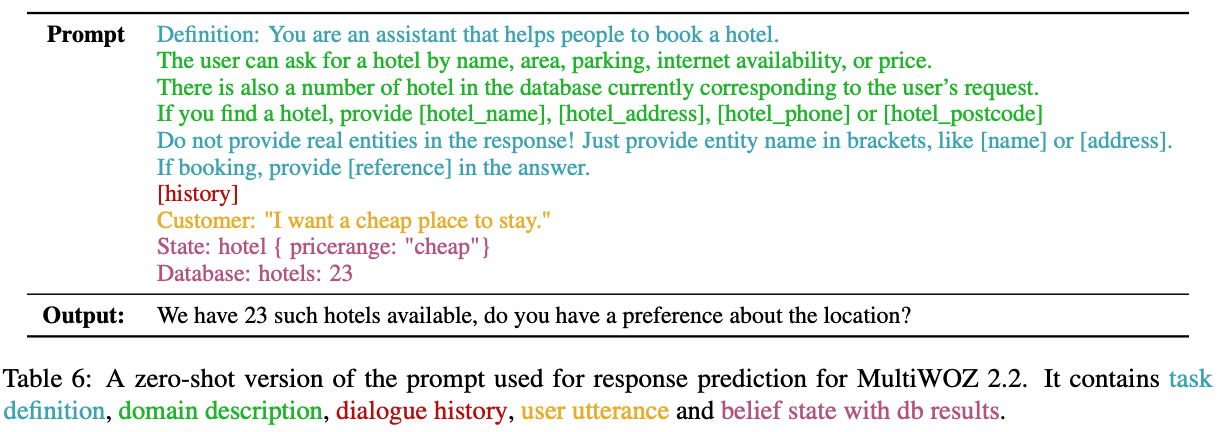 Prompt Definition: You are an assistant that helps people to book a hotel.
The user can ask for a hotel by name, area, parking, internet availability, or price.
There is also a number of hotel in the database currently corresponding to the user’s request.
If you find a hotel, provide [hotel_name], [hotel_address], [hotel_phone] or [hotel_postcode]
Do not provide real entities in the response! Just provide entity name in brackets, like [name] or [address].
If booking, provide [reference] in the answer.
[history]
Customer: "I want a cheap place to stay."
State: hotel { pricerange: "cheap"}
Database: hotels: 23
Output: We have 23 such hotels available, do you have a preference about the location?
Table 6: A zero-shot version of the prompt used for response prediction for MultiWOZ 2.2. It contains task
definition, domain description, dialogue history, user utterance and belief state with db results.